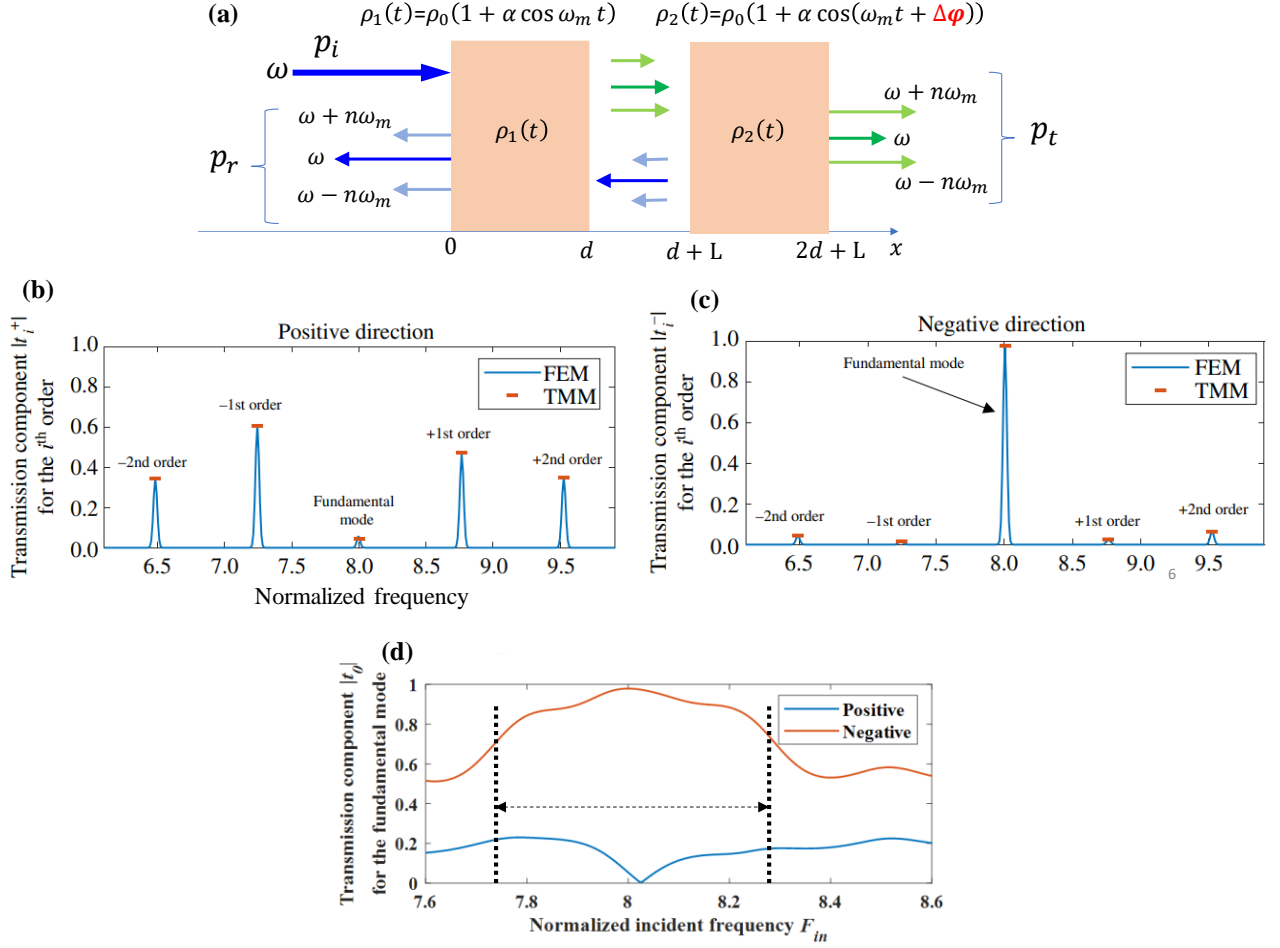 (a)
ρ₁(t)=ρ₀(1 + α cos ωₘ t)
ρ₂(t)=ρ₀(1 + α cos(ωₘt + Δφ))
pᵢ
ω
ω + nωₘ
ω
ω − nωₘ
pᵣ
ρ₁(t)
ρ₂(t)
ω + nωₘ
ω
ω − nωₘ
pₜ
0
d
d + L
2d + L
x
(b)
Positive direction
Transmission component |tᵢ⁺|
for the iᵗʰ order
1.0
0.8
0.6
0.4
0.2
0.0
FEM
TMM
−2nd order
−1st order
Fundamental
mode
+1st order
+2nd order
6.5 7.0 7.5 8.0 8.5 9.0 9.5
Normalized frequency
(c)
Negative direction
Transmission component |tᵢ⁻|
for the iᵗʰ order
1.0
0.8
0.6
0.4
0.2
0.0
Fundamental mode
FEM
TMM
−2nd order
−1st order
+1st order
+2nd order
6.5 7.0 7.5 8.0 8.5 9.0 9.5
6
(d)
Transmission component |t₀|
for the fundamental mode
1
0.8
0.6
0.4
0.2
0
Positive
Negative
7.6 7.8 8 8.2 8.4 8.6
Normalized incident frequency Fᵢₙ